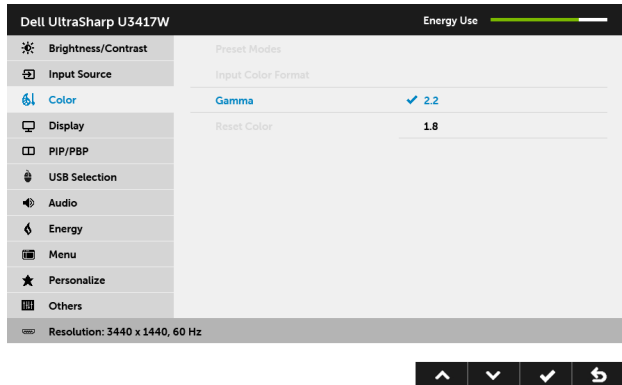 Dell UltraSharp U3417W
Energy Use
Brightness/Contrast
Preset Modes
Input Source
Input Color Format
Color
Gamma
2.2
Display
Reset Color
1.8
PIP/PBP
USB Selection
Audio
Energy
Menu
Personalize
Others
Resolution: 3440 x 1440, 60 Hz